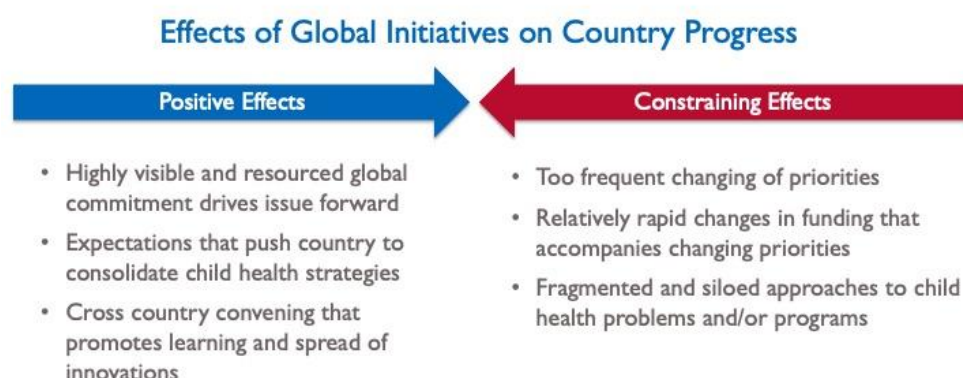 Effects of Global Initiatives on Country Progress
Positive Effects
• Highly visible and resourced global
commitment drives issue forward
• Expectations that push country to
consolidate child health strategies
• Cross country convening that
promotes learning and spread of
innovations
Constraining Effects
• Too frequent changing of priorities
• Relatively rapid changes in funding that
accompanies changing priorities
• Fragmented and siloed approaches to child
health problems and/or programs